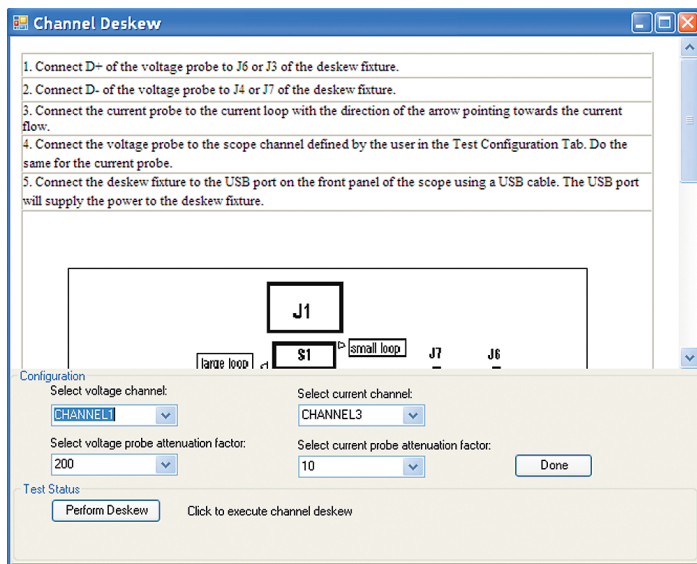 Channel Deskew
1. Connect D+ of the voltage probe to J6 or J3 of the deskew fixture.
2. Connect D- of the voltage probe to J4 or J7 of the deskew fixture.
3. Connect the current probe to the current loop with the direction of the arrow pointing towards the current
flow.
4. Connect the voltage probe to the scope channel defined by the user in the Test Configuration Tab. Do the
same for the current probe.
5. Connect the deskew fixture to the USB port on the front panel of the scope using a USB cable. The USB port
will supply the power to the deskew fixture.
J1
large loop S1 small loop J7 J6
Configuration
Select voltage channel: Select current channel:
CHANNEL1 CHANNEL3
Select voltage probe attenuation factor: Select current probe attenuation factor:
200 10 Done
Test Status
Perform Deskew Click to execute channel deskew